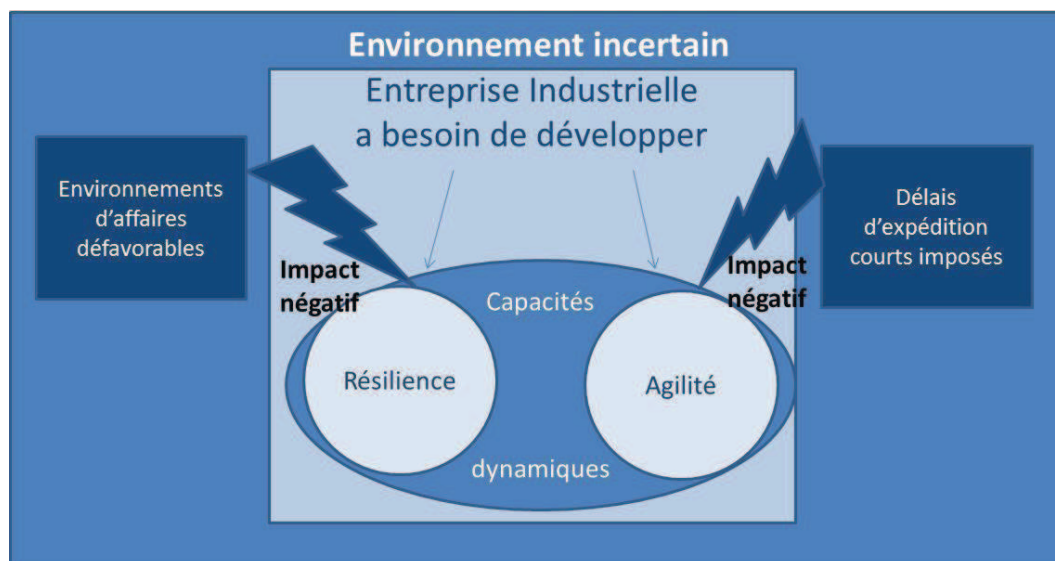 Environnement incertain
Entreprise Industrielle
a besoin de développer
Environnements
d'affaires
défavorables
Délais
d'expédition
courts imposés
Impact
négatif
Impact
négatif
Capacités
Résilience
Agilité
dynamiques